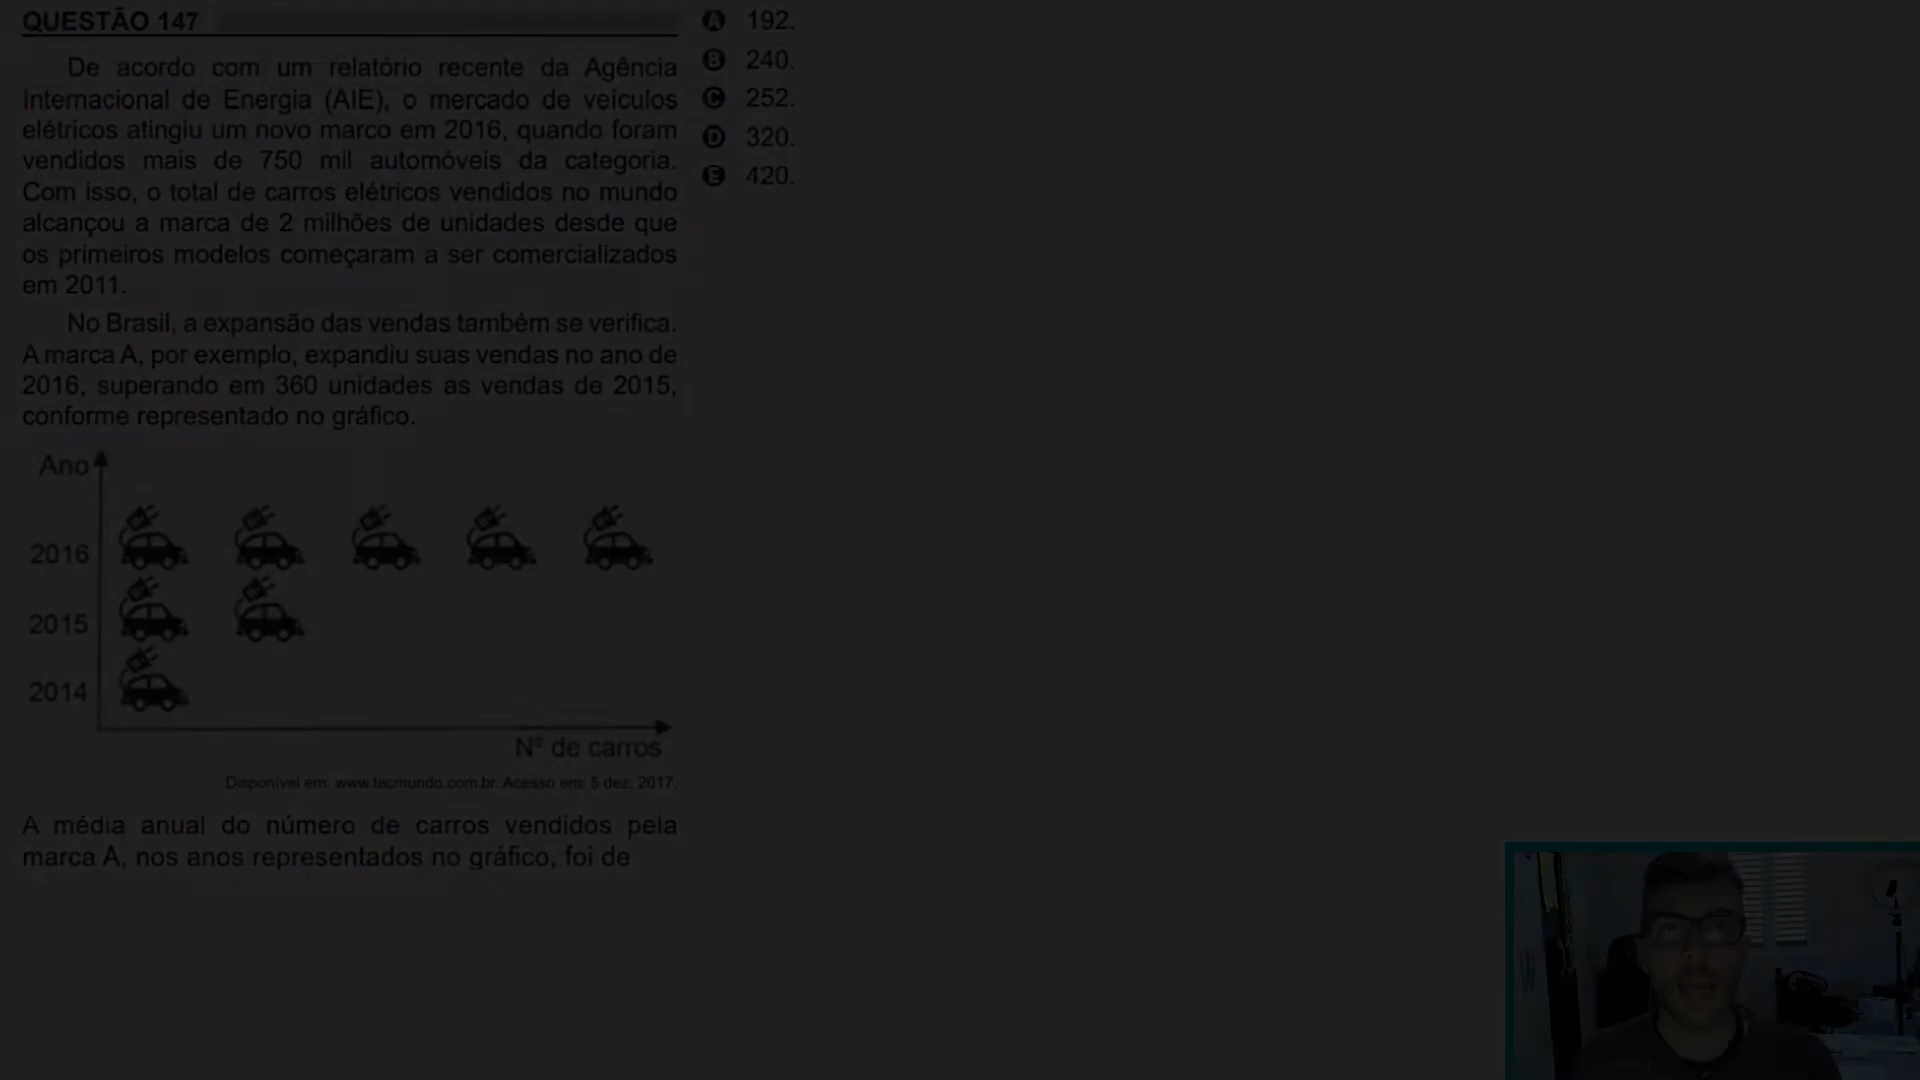 QUESTÃO 147
De acordo com um relatório recente da Agência
Internacional de Energia (AIE), o mercado de veículos
elétricos atingiu um novo marco em 2016, quando foram
vendidos mais de 750 mil automóveis da categoria.
Com isso, o total de carros elétricos vendidos no mundo
alcançou a marca de 2 milhões de unidades desde que
os primeiros modelos começaram a ser comercializados
em 2011.
No Brasil, a expansão das vendas também se verifica.
A marca A, por exemplo, expandiu suas vendas no ano de
2016, superando em 360 unidades as vendas de 2015,
conforme representado no gráfico.
Ano
2016
2015
2014
Nº de carros
Disponível em: www.tecmundo.com.br. Acesso em: 5 dez. 2017.
A média anual do número de carros vendidos pela
marca A, nos anos representados no gráfico, foi de
A 192.
B 240.
C 252.
D 320.
E 420.